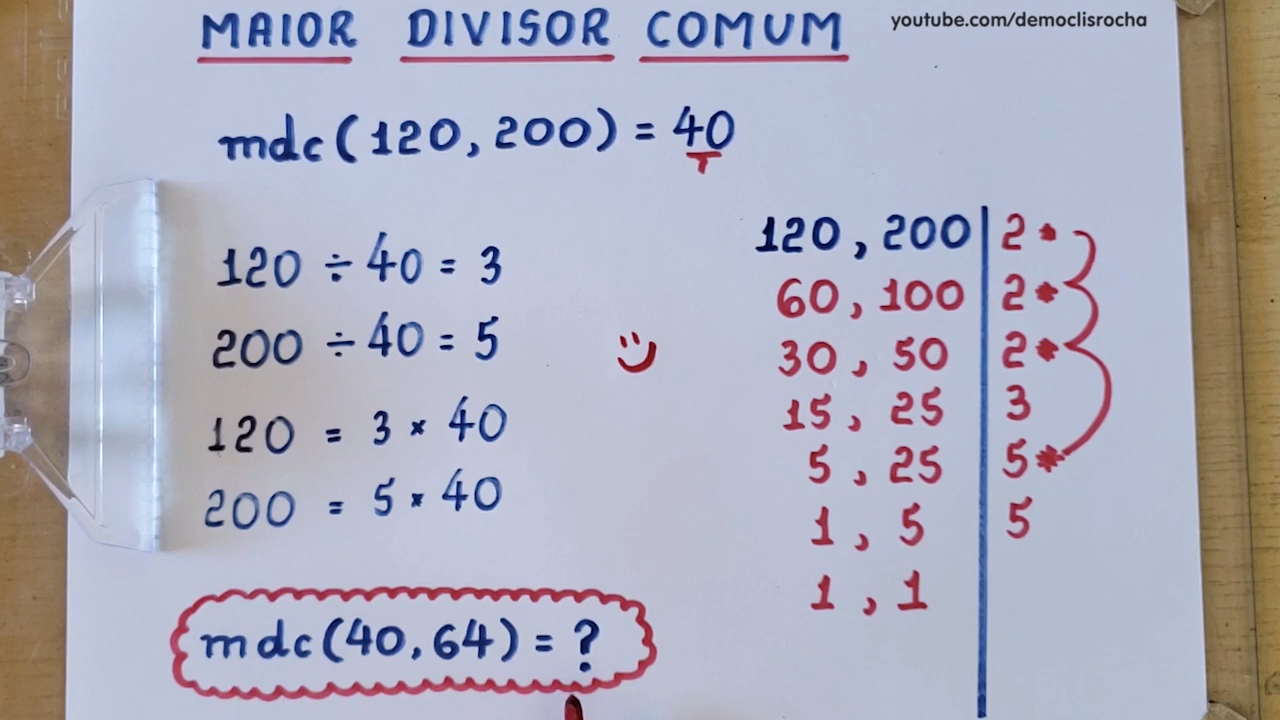 MAIOR DIVISOR COMUM
youtube.com/democlisrocha
mdc(120, 200) = 40
120 ÷ 40 = 3
200 ÷ 40 = 5
120 = 3 × 40
200 = 5 × 40
mdc(40, 64) = ?
120, 200 | 2 *
60, 100 | 2 *
30, 50 | 2 *
15, 25 | 3
5, 25 | 5 *
1, 5 | 5
1, 1